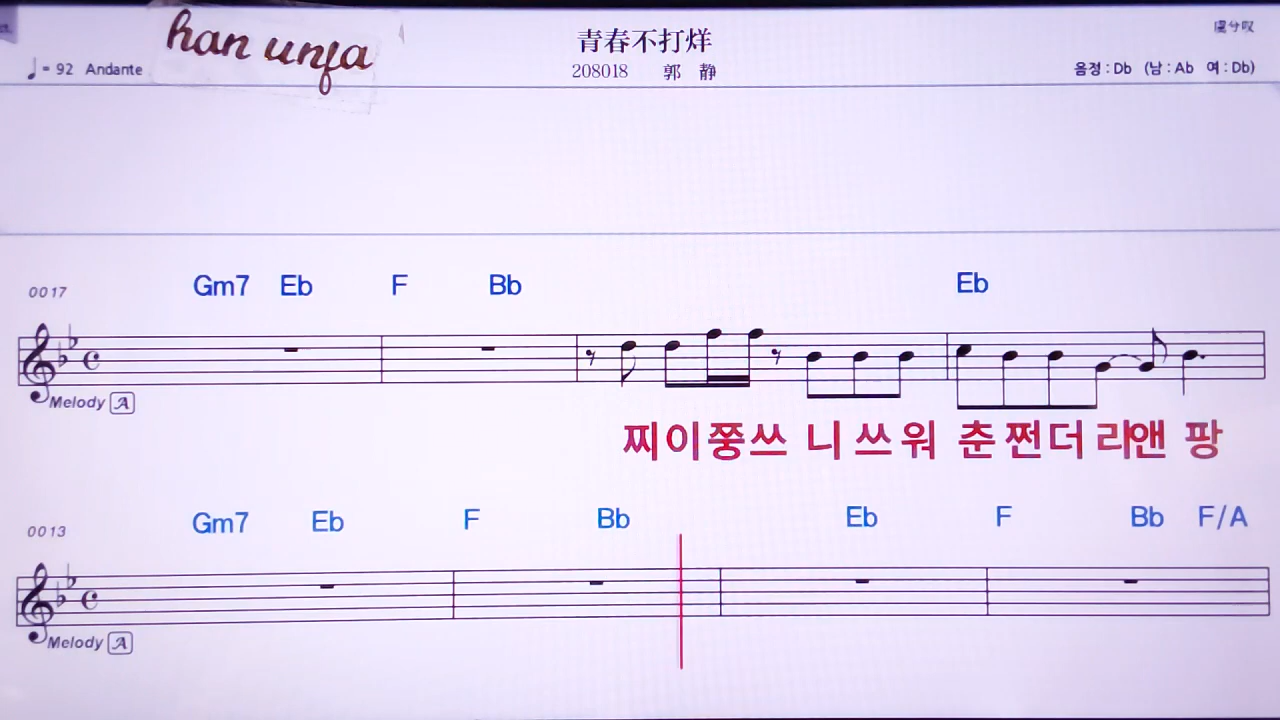 han unfa
青春不打烊
♩= 92 Andante
208018 郭 静
음정 : Db (남 : Ab 여 : Db)
0017
Gm7 Eb F Bb Eb
Melody A
찌이쭝쓰 니쓰워 춘쩐더 리앤 팡
0013
Gm7 Eb F Bb Eb F Bb F/A
Melody A